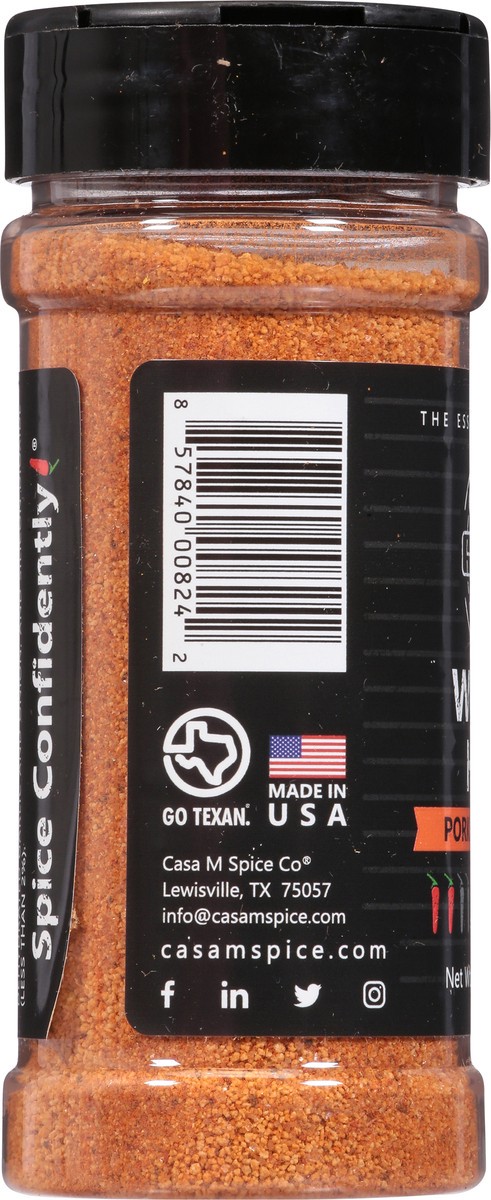 (LESS THAN 2%).
Spice Confidently®
8 57840 00824 2
GO TEXAN.
MADE IN
USA
Casa M Spice Co®
Lewisville, TX 75057
info@casamspice.com
casamspice.com
f in
THE
Net